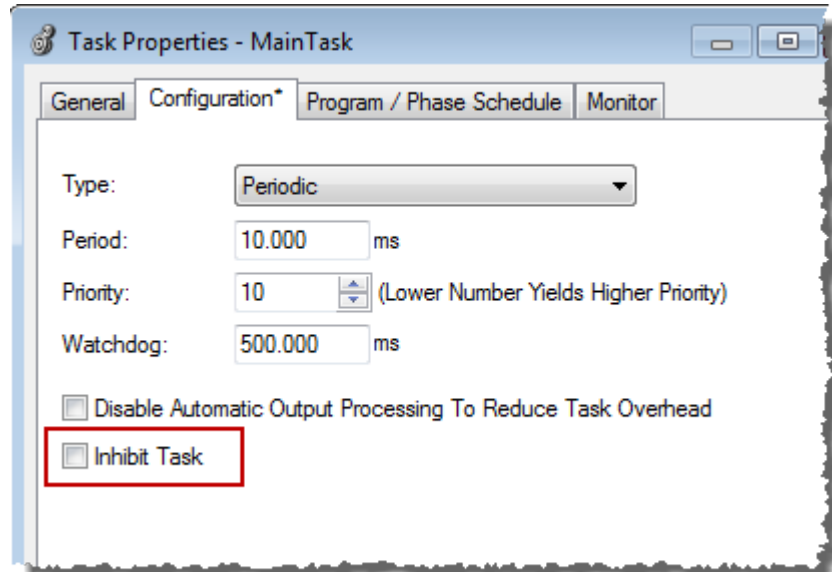 Task Properties - MainTask
General Configuration* Program / Phase Schedule Monitor
Type: Periodic
Period: 10.000 ms
Priority: 10 (Lower Number Yields Higher Priority)
Watchdog: 500.000 ms
Disable Automatic Output Processing To Reduce Task Overhead
Inhibit Task